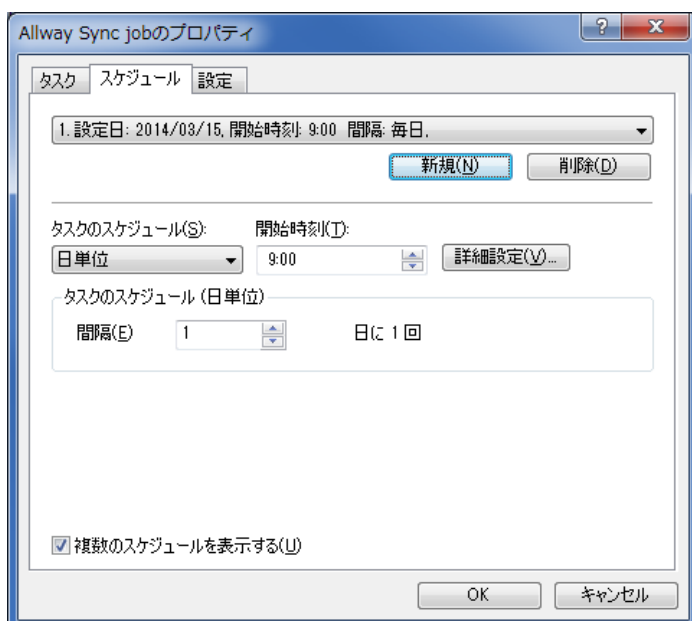 Allway Sync jobのプロパティ
タスク スケジュール 設定
1. 設定日: 2014/03/15, 開始時刻: 9:00 間隔: 毎日,
新規(N) 削除(D)
タスクのスケジュール(S): 開始時刻(T):
日単位 9:00 詳細設定(V)...
タスクのスケジュール (日単位)
間隔(E) 1 日に 1 回
複数のスケジュールを表示する(U)
OK キャンセル